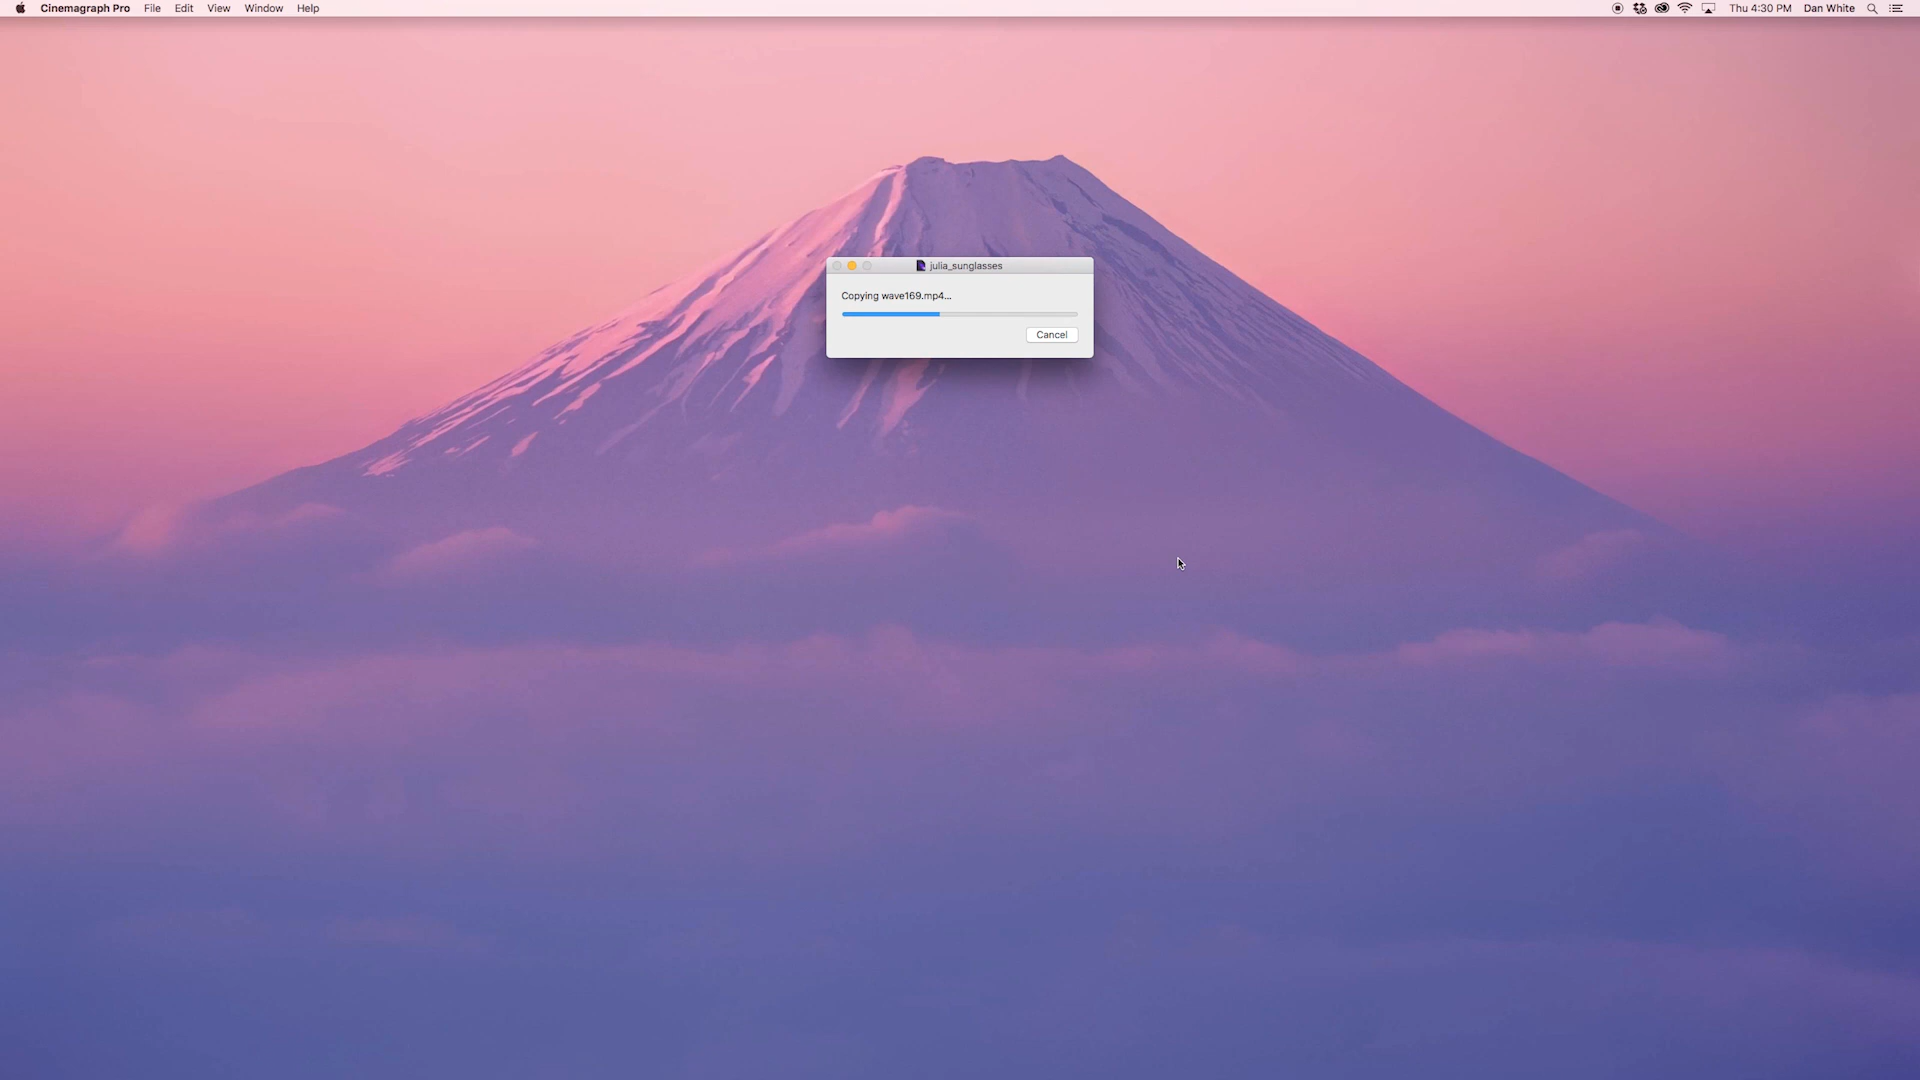 Cinemagraph Pro File Edit View Window Help Thu 4:30 PM Dan White
julia_sunglasses
Copying wave169.mp4...
Cancel